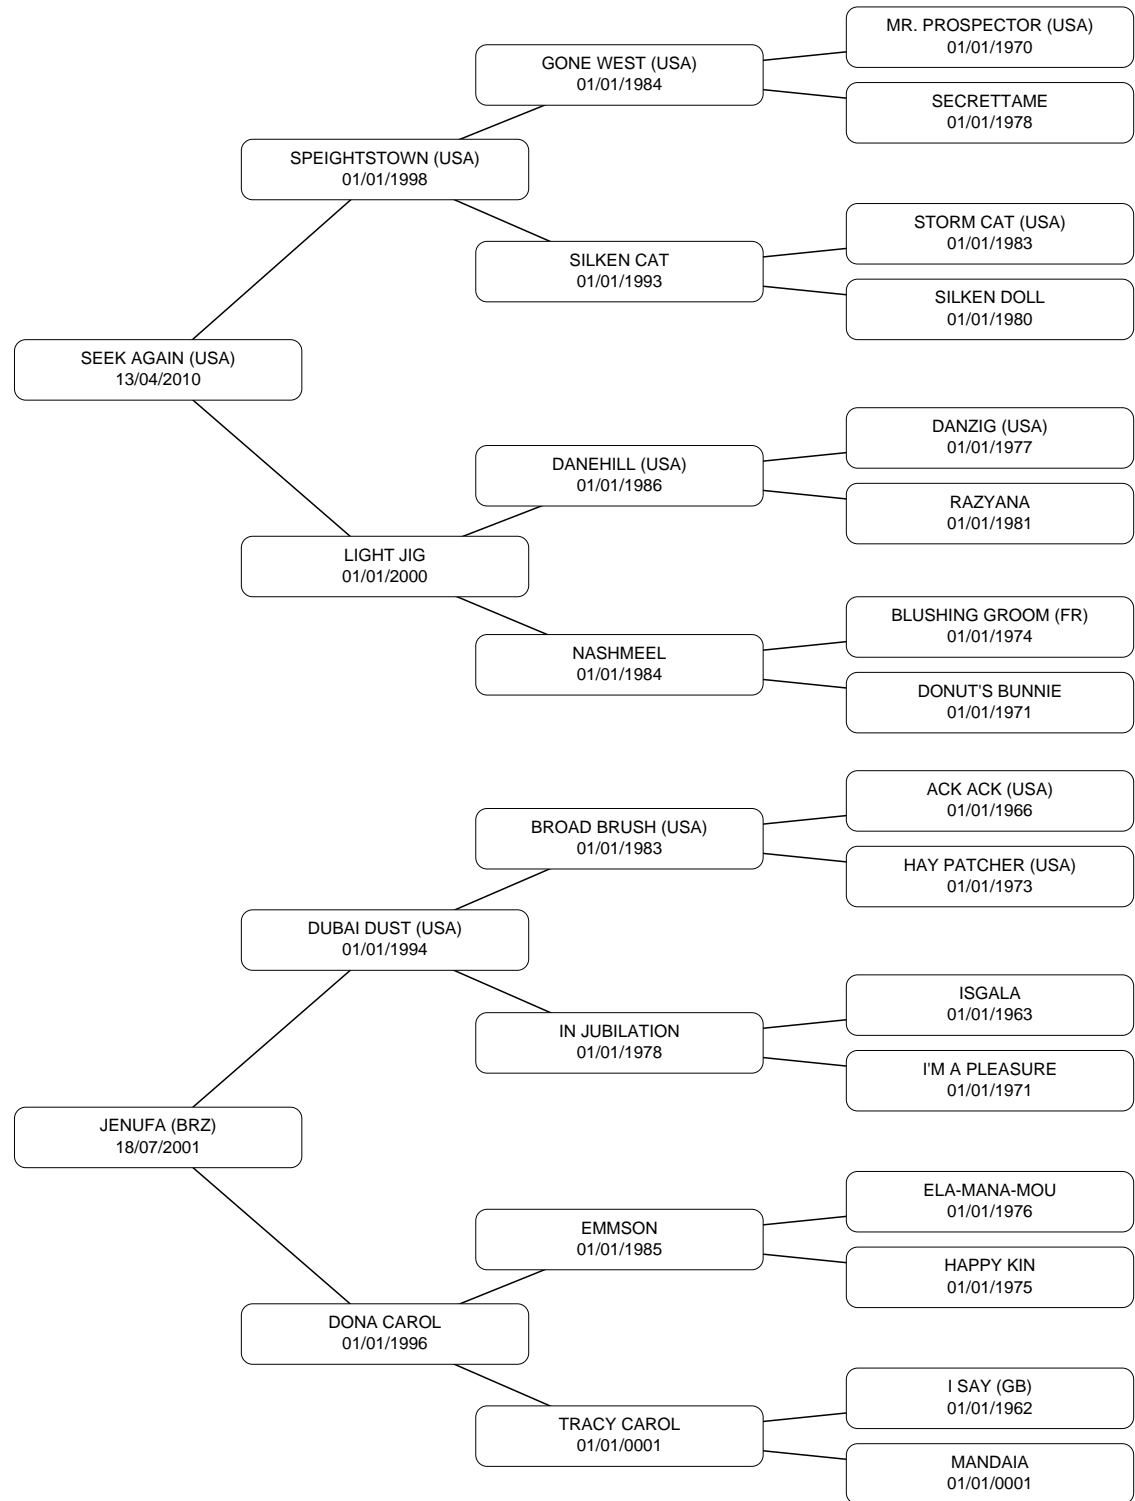 MR. PROSPECTOR (USA)
01/01/1970
GONE WEST (USA)
01/01/1984
SECRETTAME
01/01/1978
SPEIGHTSTOWN (USA)
01/01/1998
STORM CAT (USA)
01/01/1983
SILKEN CAT
01/01/1993
SILKEN DOLL
01/01/1980
SEEK AGAIN (USA)
13/04/2010
DANZIG (USA)
01/01/1977
DANEHILL (USA)
01/01/1986
RAZYANA
01/01/1981
LIGHT JIG
01/01/2000
BLUSHING GROOM (FR)
01/01/1974
NASHMEEL
01/01/1984
DONUT'S BUNNIE
01/01/1971
ACK ACK (USA)
01/01/1966
BROAD BRUSH (USA)
01/01/1983
HAY PATCHER (USA)
01/01/1973
DUBAI DUST (USA)
01/01/1994
ISGALA
01/01/1963
IN JUBILATION
01/01/1978
I'M A PLEASURE
01/01/1971
JENUFA (BRZ)
18/07/2001
ELA-MANA-MOU
01/01/1976
EMMSON
01/01/1985
HAPPY KIN
01/01/1975
DONA CAROL
01/01/1996
I SAY (GB)
01/01/1962
TRACY CAROL
01/01/0001
MANDAIA
01/01/0001